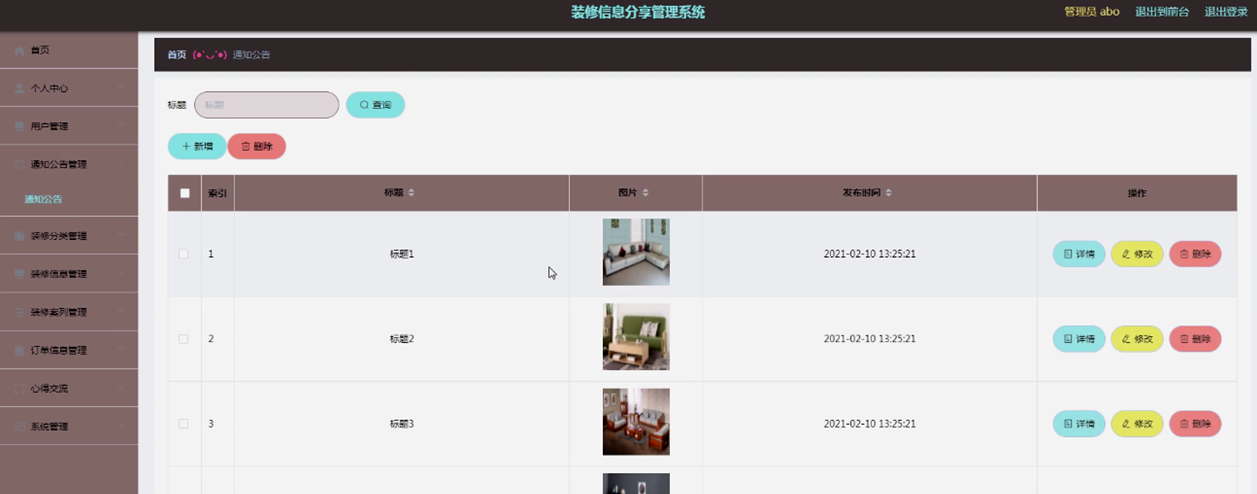 装修信息分享管理系统
管理员 abo 退出到前台 退出登录
首页 (●'◡'●) 通知公告
首页
个人中心
用户管理
通知公告管理
通知公告
装修分类管理
装修信息管理
装修案列管理
订单信息管理
心得交流
系统管理
标题 标题 查询
新增 删除
索引 标题 图片 发布时间 操作
1 标题1 2021-02-10 13:25:21 详情 修改 删除
2 标题2 2021-02-10 13:25:21 详情 修改 删除
3 标题3 2021-02-10 13:25:21 详情 修改 删除